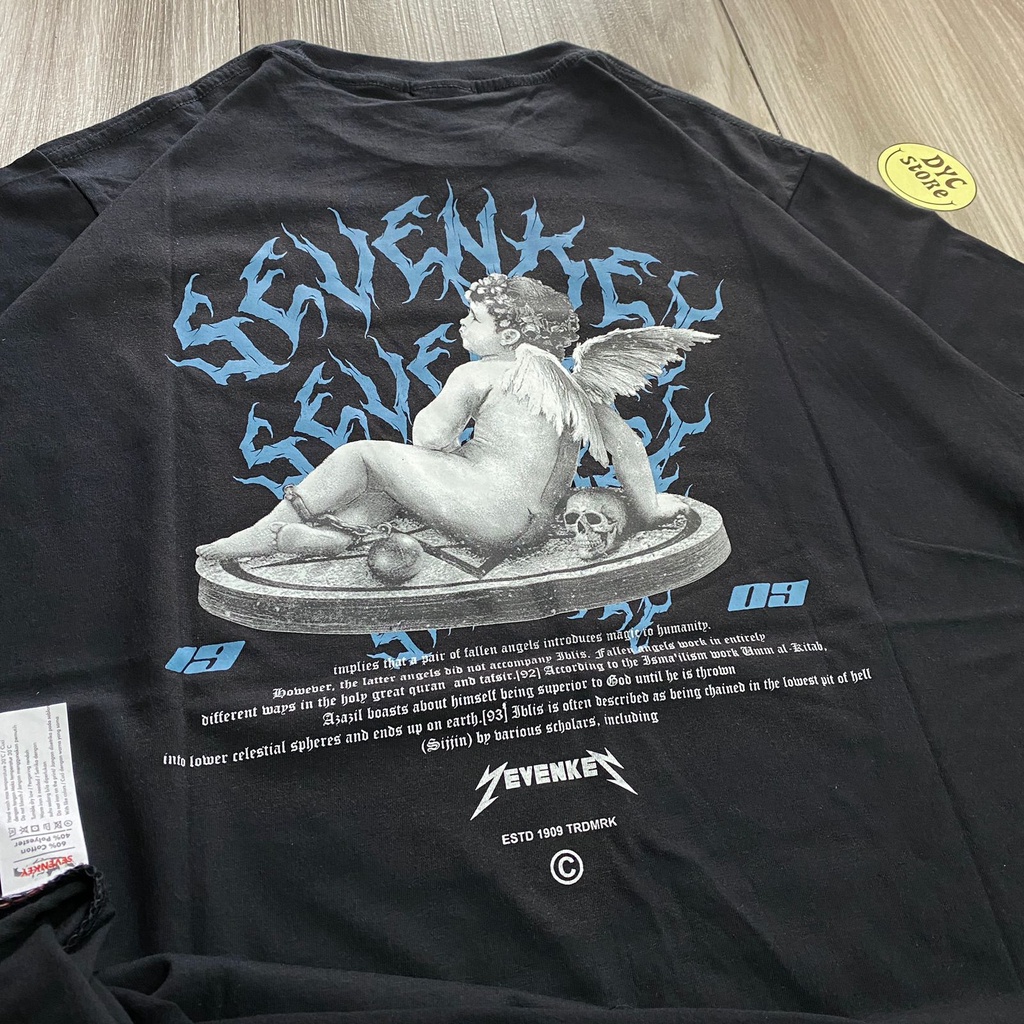 DYC
STORE
SEVENKEY
SEVE
19
09
implies that a pair of fallen angels introduces magic to humanity.
However, the latter angels did not accompany Iblis. Fallen angels work in entirely
different ways in the holy great quran and tafsir.[92] According to the Isma'ilism work Umm al-Kitab,
Azazil boasts about himself being superior to God until he is thrown
into lower celestial spheres and ends up on earth.[93] Iblis is often described as being chained in the lowest pit of hell
(Sijjin) by various scholars, including
SEVENKEY
ESTD 1909 TRDMRK
©
SEVENKEY
60% Cotton
40% Polyester